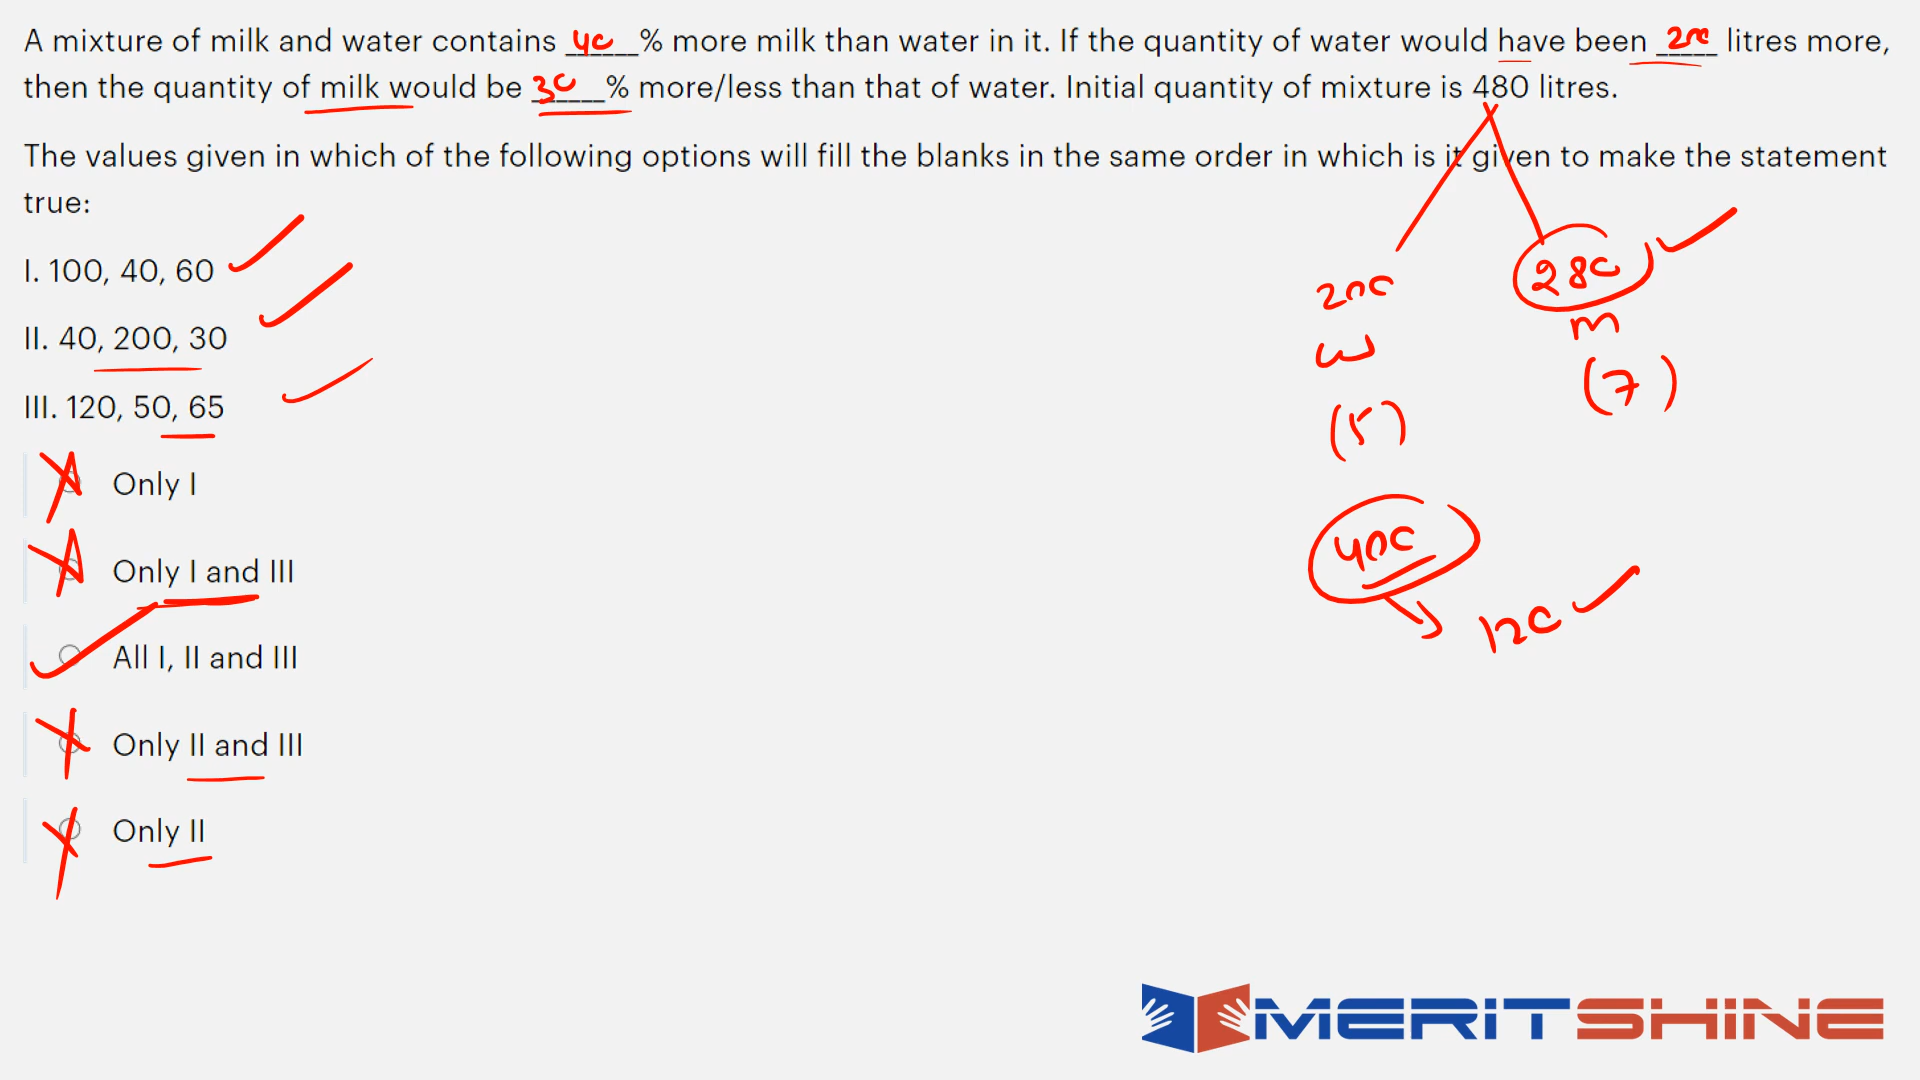 A mixture of milk and water contains 40% more milk than water in it. If the quantity of water would have been 200 litres more,
then the quantity of milk would be 30% more/less than that of water. Initial quantity of mixture is 480 litres.
The values given in which of the following options will fill the blanks in the same order in which is it given to make the statement
true:
I. 100, 40, 60
II. 40, 200, 30
III. 120, 50, 65
Only I
Only I and III
All I, II and III
Only II and III
Only II
200
280
w
m
(5)
(7)
400
120
MERITSHINE